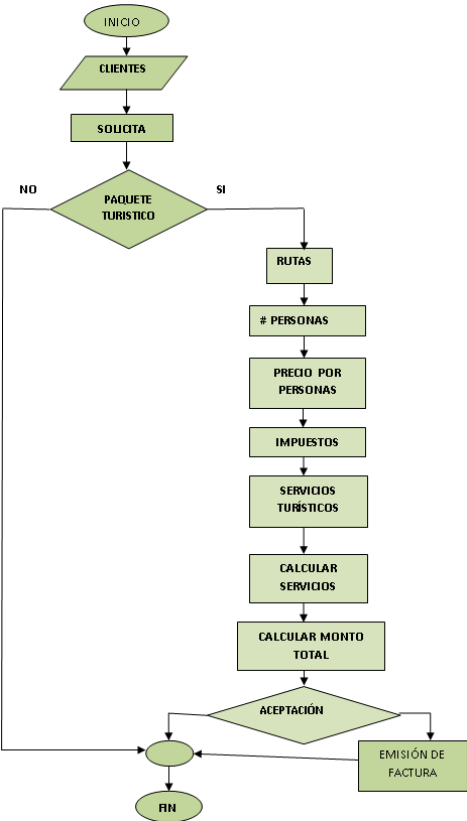 INICIO
CLIENTES
SOLICITA
NO
SI
PAQUETE
TURISTICO
RUTAS
# PERSONAS
PRECIO POR
PERSONAS
IMPUESTOS
SERVICIOS
TURÍSTICOS
CALCULAR
SERVICIOS
CALCULAR MONTO
TOTAL
ACEPTACIÓN
EMISIÓN DE
FACTURA
FIN